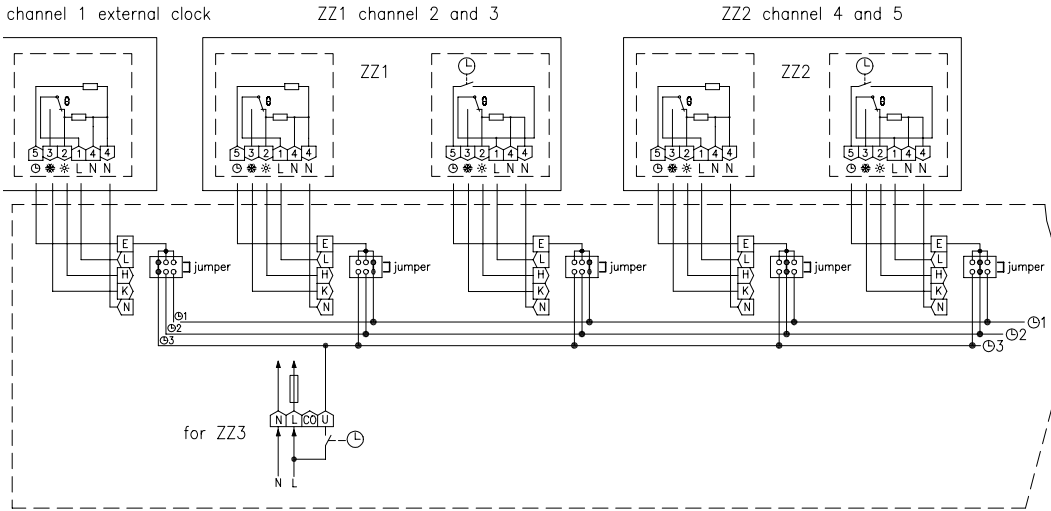 channel 1 external clock ZZ1 channel 2 and 3 ZZ2 channel 4 and 5
ZZ1 ZZ2
5 3 2 1 4 4 5 3 2 1 4 4 5 3 2 1 4 4 5 3 2 1 4 4 5 3 2 1 4 4
L N N L N N L N N L N N L N N
E E E E E
L L L L L
H jumper H jumper H jumper H jumper H jumper
K K K K K
N N N N N
1 1
2 2
3 3
N L CO U
for ZZ3
N L